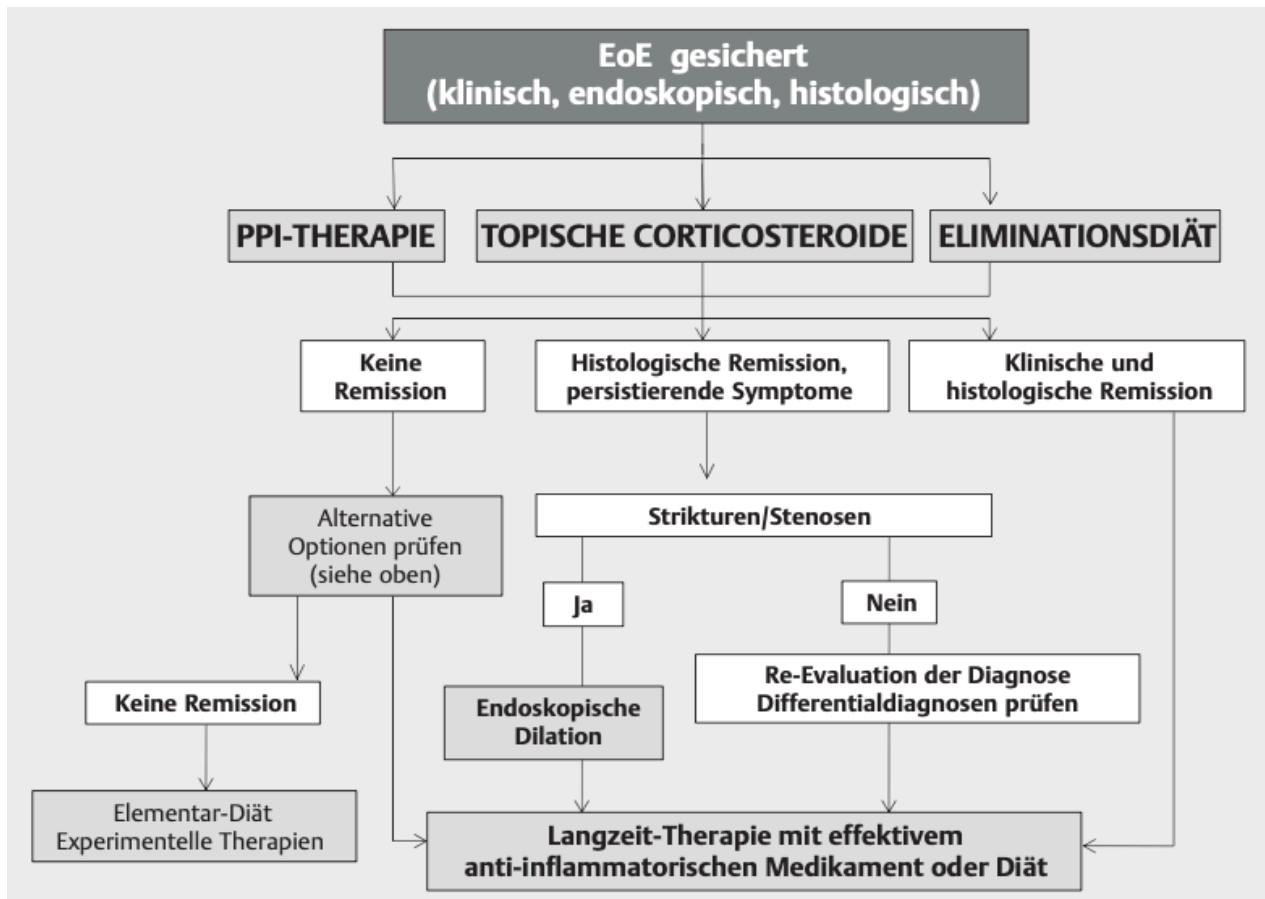 EoE gesichert
(klinisch, endoskopisch, histologisch)
PPI-THERAPIE
TOPISCHE CORTICOSTEROIDE
ELIMINATIONSDIÄT
Keine
Remission
Histologische Remission,
persistierende Symptome
Klinische und
histologische Remission
Alternative
Optionen prüfen
(siehe oben)
Strikturen/Stenosen
Ja
Nein
Keine Remission
Endoskopische
Dilation
Re-Evaluation der Diagnose
Differentialdiagnosen prüfen
Elementar-Diät
Experimentelle Therapien
Langzeit-Therapie mit effektivem
anti-inflammatorischen Medikament oder Diät